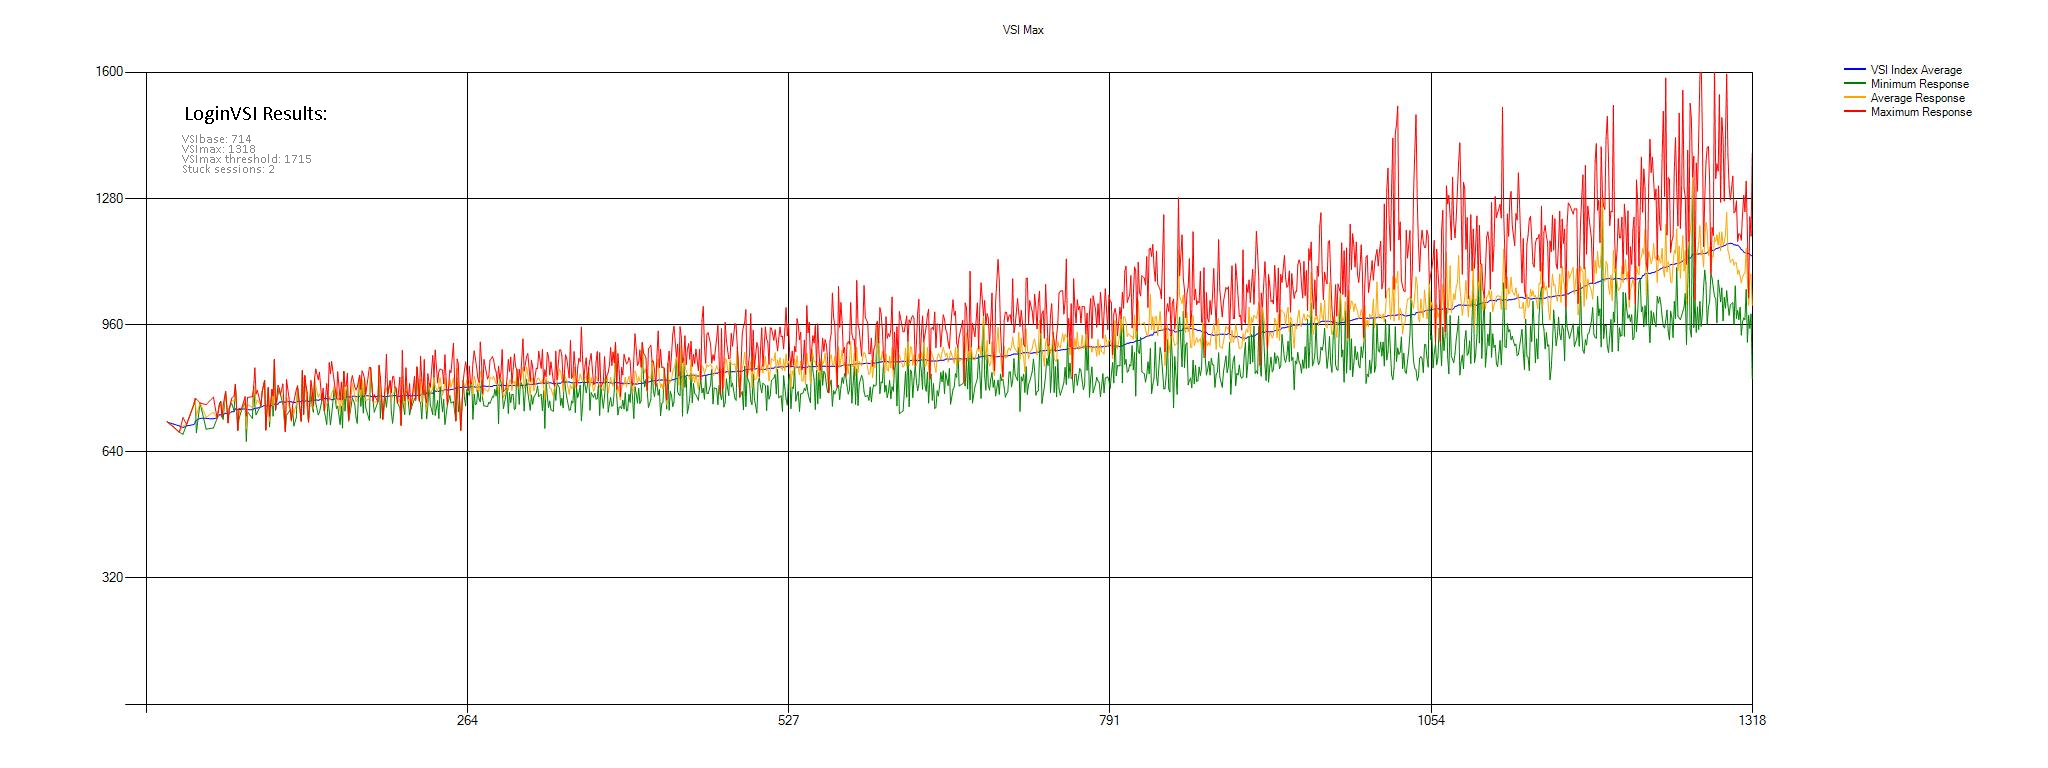 VSI Max
1600
1280
960
640
320
LoginVSI Results:
VSIbase: 714
VSImax: 1318
VSImax threshold: 1715
Stuck sessions: 2
VSI Index Average
Minimum Response
Average Response
Maximum Response
264
527
791
1054
1318